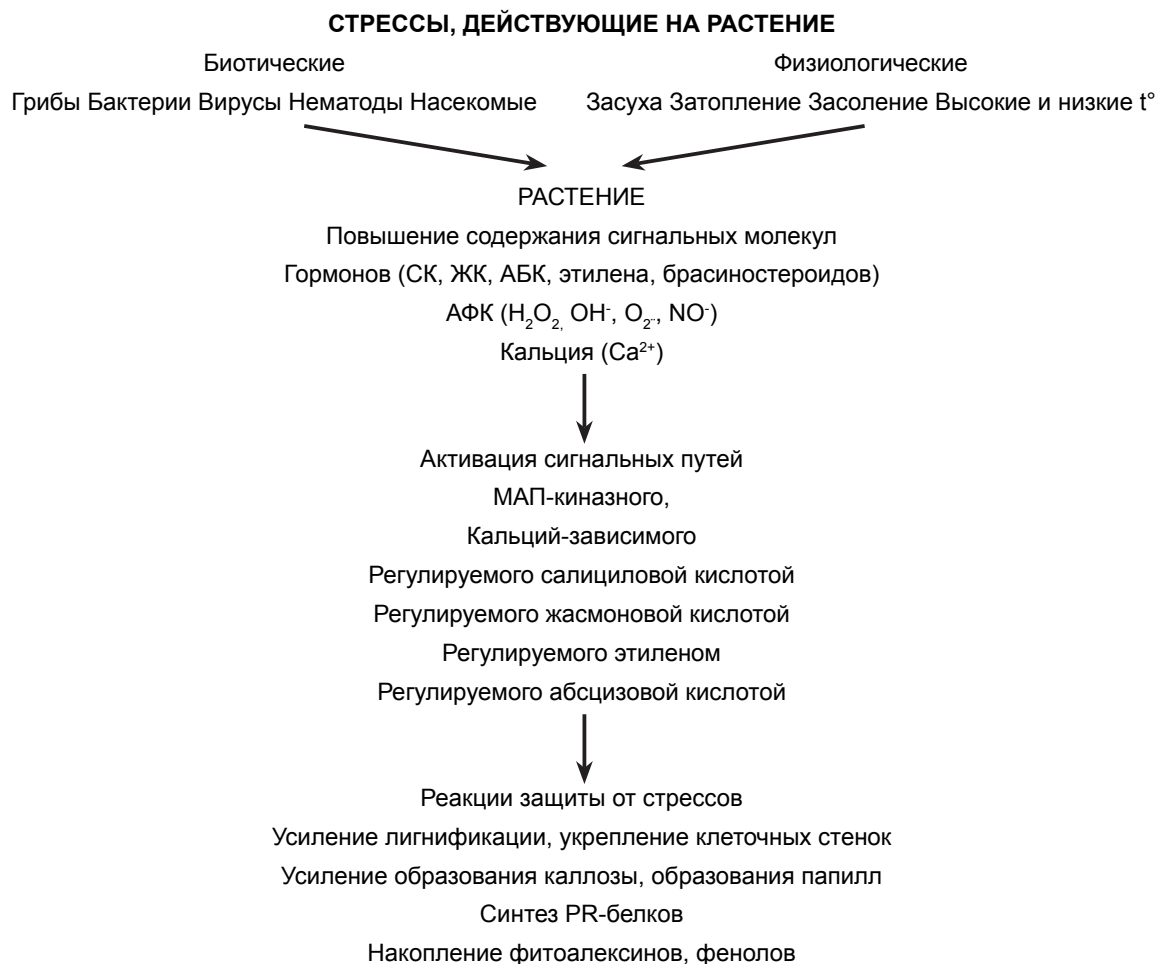 СТРЕССЫ, ДЕЙСТВУЮЩИЕ НА РАСТЕНИЕ
Биотические Физиологические
Грибы Бактерии Вирусы Нематоды Насекомые Засуха Затопление Засоление Высокие и низкие t°
РАСТЕНИЕ
Повышение содержания сигнальных молекул
Гормонов (СК, ЖК, АБК, этилена, брасиностероидов)
АФК (H₂O₂, OH⁻, O₂⁻, NO⁻)
Кальция (Ca²⁺)
Активация сигнальных путей
МАП-киназного,
Кальций-зависимого
Регулируемого салициловой кислотой
Регулируемого жасмоновой кислотой
Регулируемого этиленом
Регулируемого абсцизовой кислотой
Реакции защиты от стрессов
Усиление лигнификации, укрепление клеточных стенок
Усиление образования каллозы, образования папилл
Синтез PR-белков
Накопление фитоалексинов, фенолов